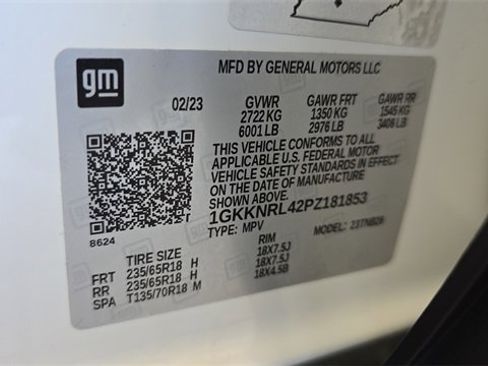 gm
MFD BY GENERAL MOTORS LLC
02/23 GVWR GAWR FRT GAWR RR
2722 KG 1350 KG 1545 KG
6001 LB 2976 LB 3406 LB
THIS VEHICLE CONFORMS TO ALL
APPLICABLE U.S. FEDERAL MOTOR
VEHICLE SAFETY STANDARDS IN EFFECT
ON THE DATE OF MANUFACTURE
SHOWN ABOVE.
1GKKNRL42PZ181853
TYPE: MPV MODEL:
8624
TIRE SIZE RIM
FRT 235/65R18 H 18X7.5J
RR 235/65R18 H 18X7.5J
SPA T135/70R18 M 18X4.5B